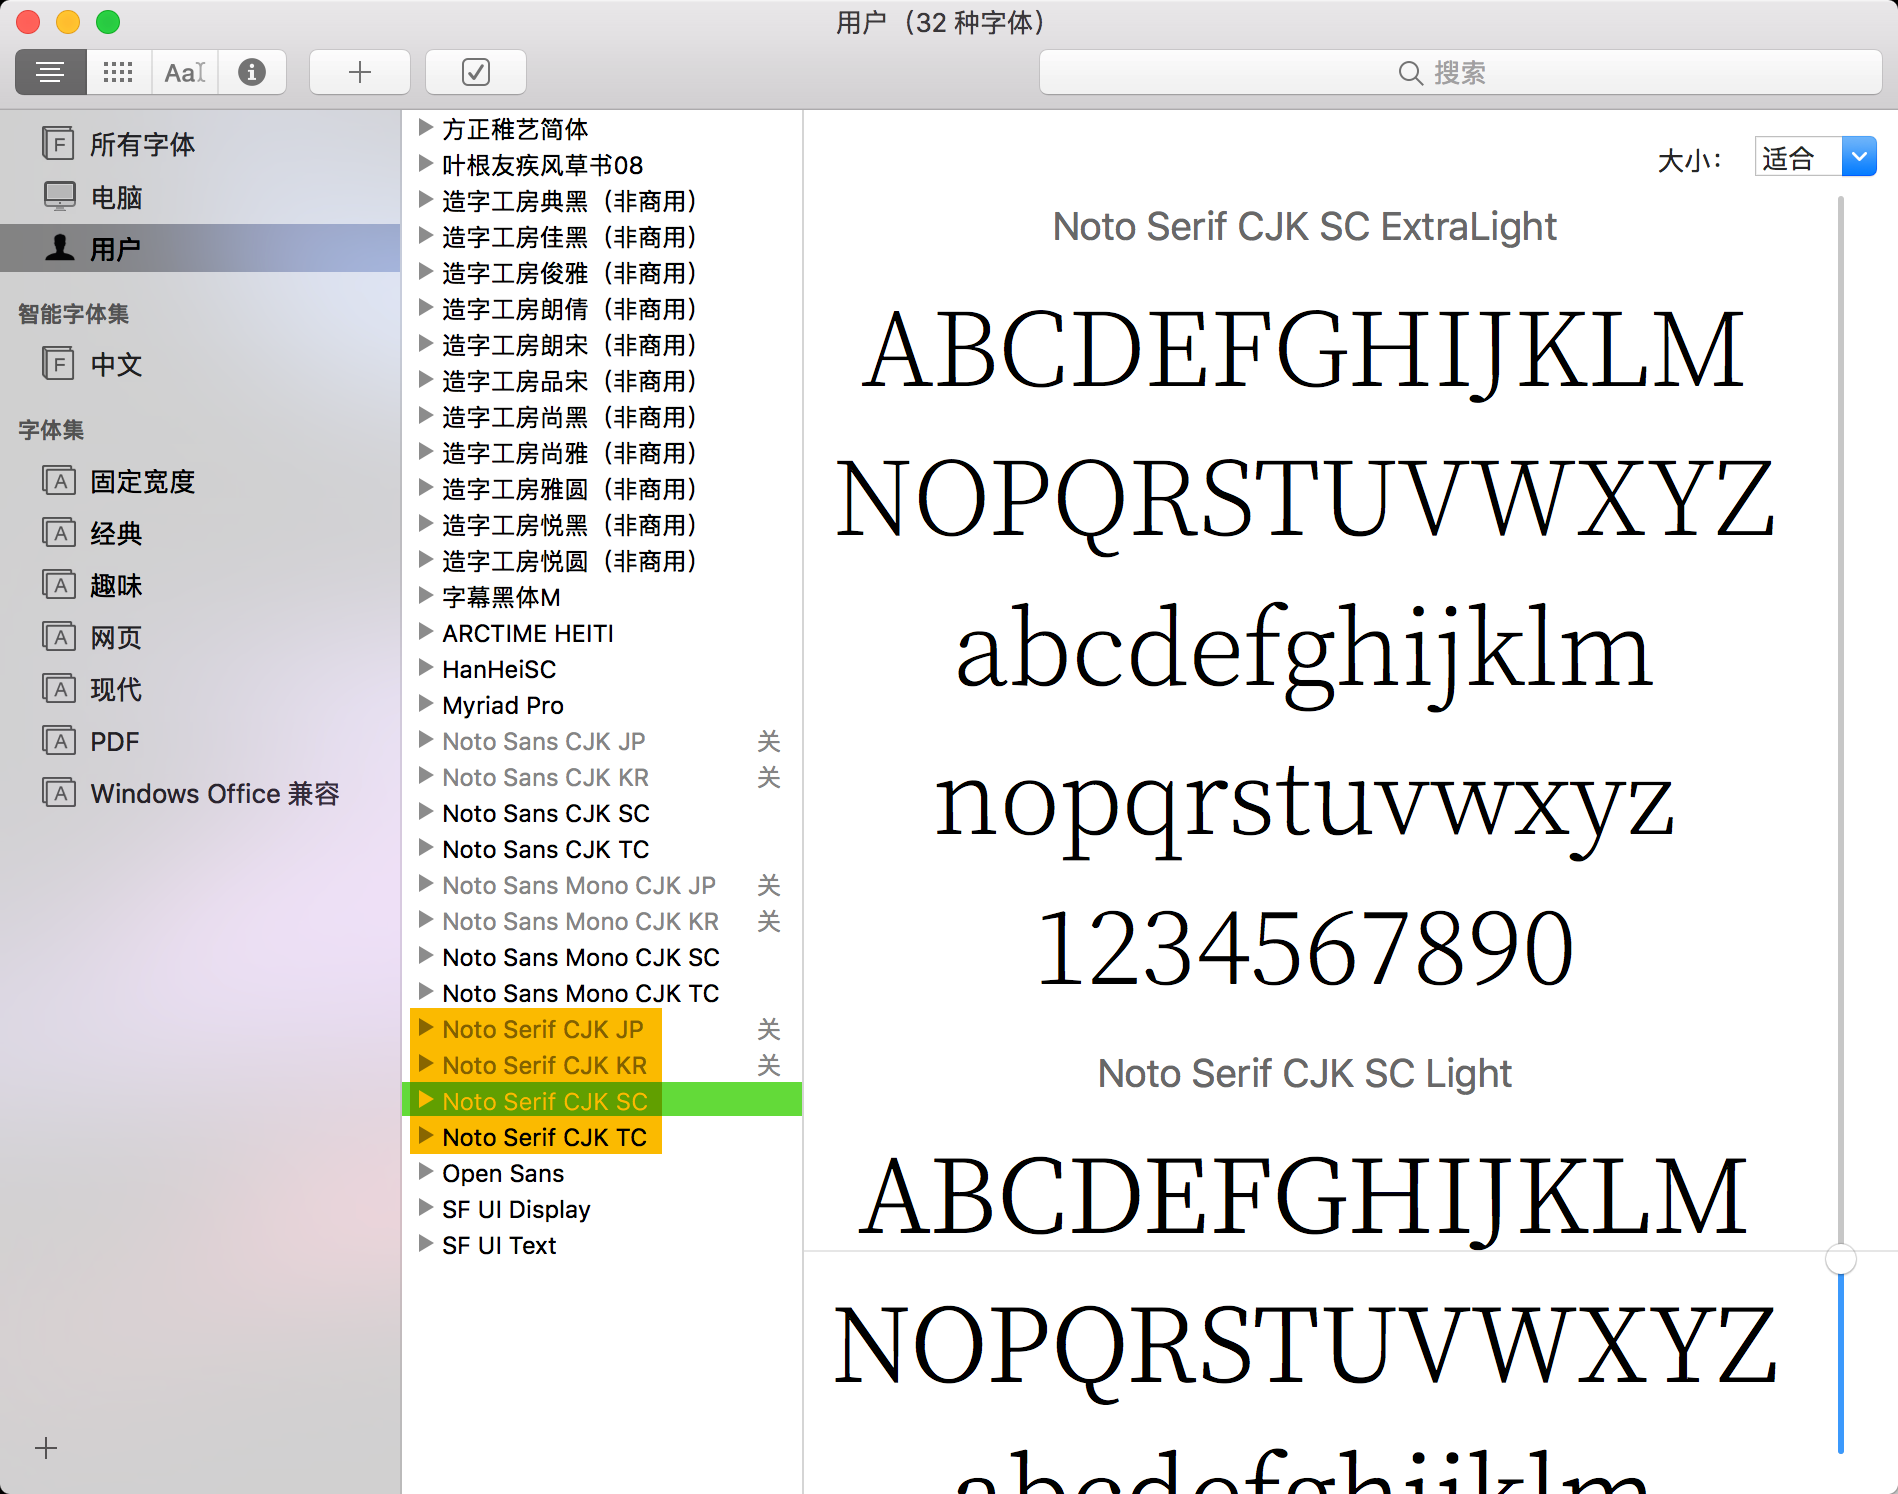 用户（32 种字体）
Aa
搜索
所有字体
电脑
用户
智能字体集
中文
字体集
固定宽度
经典
趣味
网页
现代
PDF
Windows Office 兼容
方正稚艺简体
叶根友疾风草书08
造字工房典黑（非商用）
造字工房佳黑（非商用）
造字工房俊雅（非商用）
造字工房朗倩（非商用）
造字工房朗宋（非商用）
造字工房品宋（非商用）
造字工房尚黑（非商用）
造字工房尚雅（非商用）
造字工房雅圆（非商用）
造字工房悦黑（非商用）
造字工房悦圆（非商用）
字幕黑体M
ARCTIME HEITI
HanHeiSC
Myriad Pro
Noto Sans CJK JP 关
Noto Sans CJK KR 关
Noto Sans CJK SC
Noto Sans CJK TC
Noto Sans Mono CJK JP 关
Noto Sans Mono CJK KR 关
Noto Sans Mono CJK SC
Noto Sans Mono CJK TC
Noto Serif CJK JP 关
Noto Serif CJK KR 关
Noto Serif CJK SC
Noto Serif CJK TC
Open Sans
SF UI Display
SF UI Text
大小： 适合
Noto Serif CJK SC ExtraLight
ABCDEFGHIJKLM
NOPQRSTUVWXYZ
abcdefghijklm
nopqrstuvwxyz
1234567890
Noto Serif CJK SC Light
ABCDEFGHIJKLM
NOPQRSTUVWXYZ
abcdefghijklm